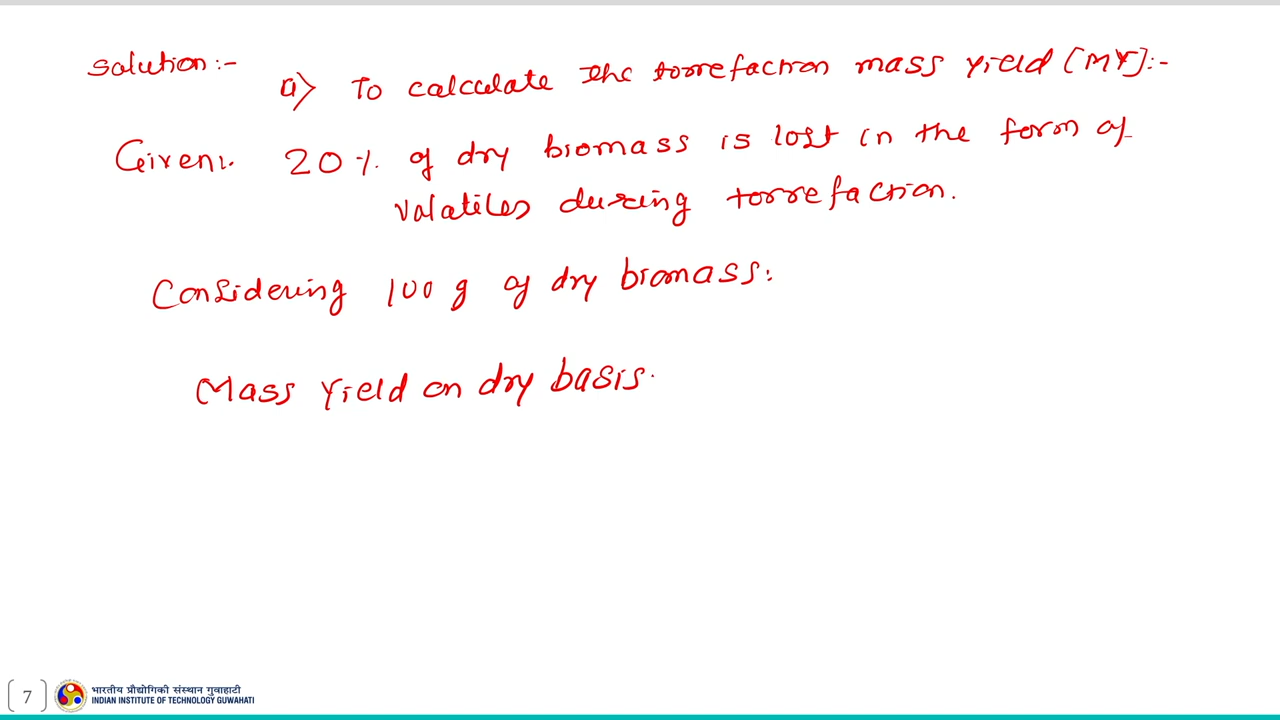 Solution :-
a) To calculate the torrefaction mass yield [MY]:-
Given:. 20 % of dry biomass is lost in the form of
volatiles during torrefaction.
Considering 100 g of dry biomass:
Mass yield on dry basis.
7
भारतीय प्रौद्योगिकी संस्थान गुवाहाटी
INDIAN INSTITUTE OF TECHNOLOGY GUWAHATI